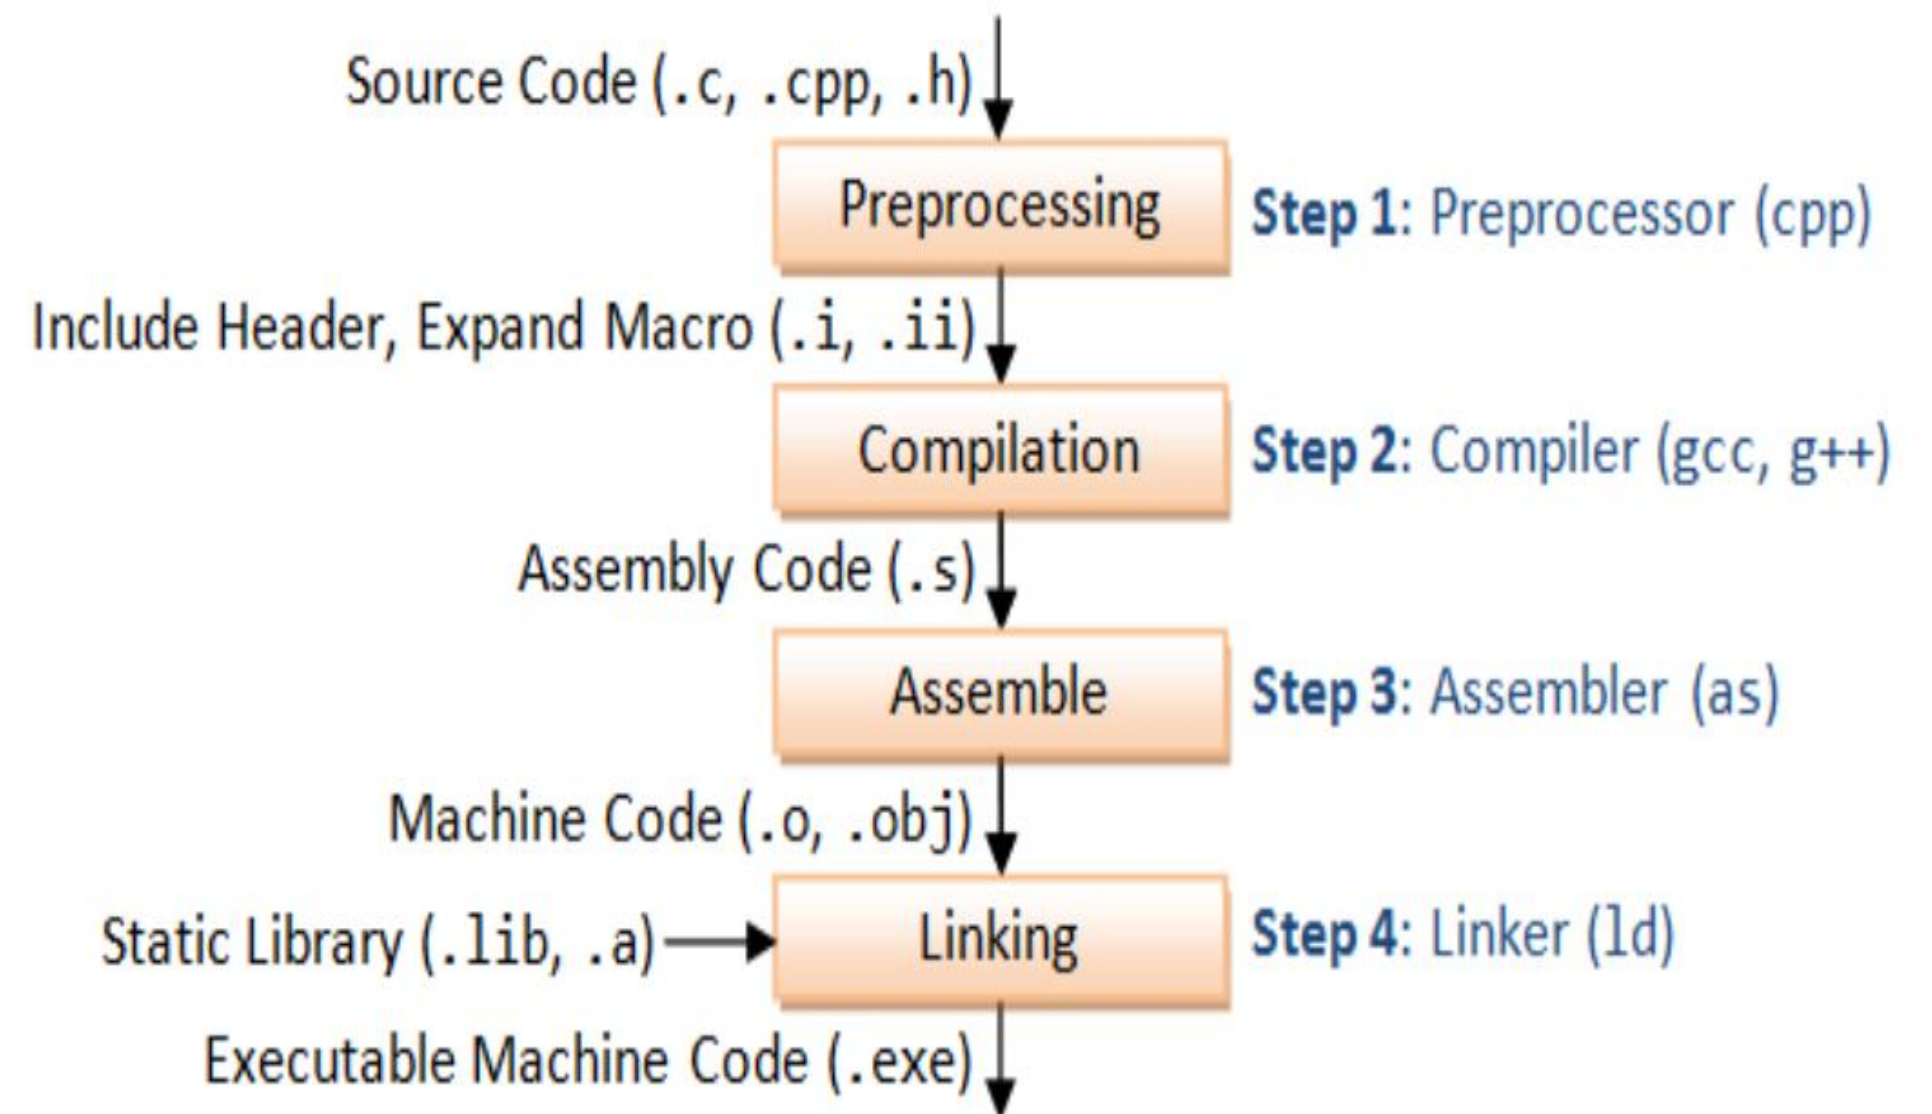 Source Code (.c, .cpp, .h)
Preprocessing
Step 1: Preprocessor (cpp)
Include Header, Expand Macro (.i, .ii)
Compilation
Step 2: Compiler (gcc, g++)
Assembly Code (.s)
Assemble
Step 3: Assembler (as)
Machine Code (.o, .obj)
Static Library (.lib, .a)
Linking
Step 4: Linker (ld)
Executable Machine Code (.exe)